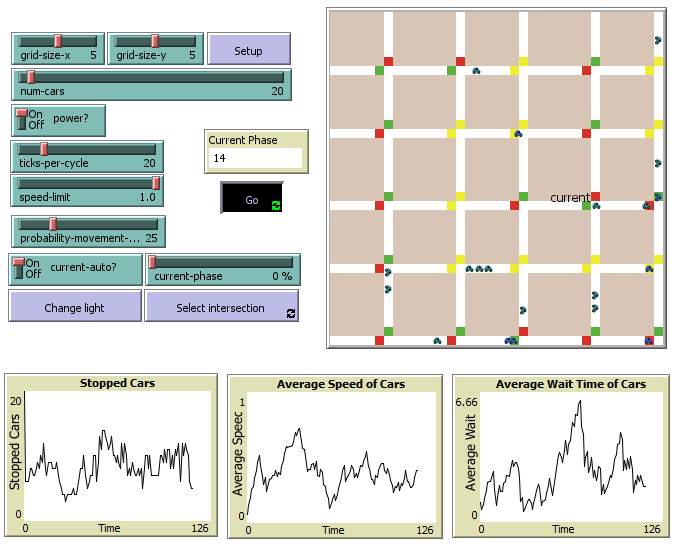 grid-size-x 5
grid-size-y 5
Setup
num-cars 20
On
Off
power?
Current Phase
14
ticks-per-cycle 20
speed-limit 1.0
Go
probability-movement-... 25
On
Off
current-auto?
current-phase 0 %
Change light
Select intersection
current
Stopped Cars
20
Stopped Cars
0
0 Time 126
Average Speed of Cars
1
Average Speec
0
0 Time 126
Average Wait Time of Cars
6.66
Average Wait
0
0 Time 126